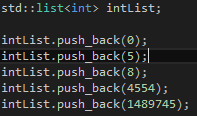 std::list<int> intList;
intList.push_back(0);
intList.push_back(5);
intList.push_back(8);
intList.push_back(4554);
intList.push_back(1489745);